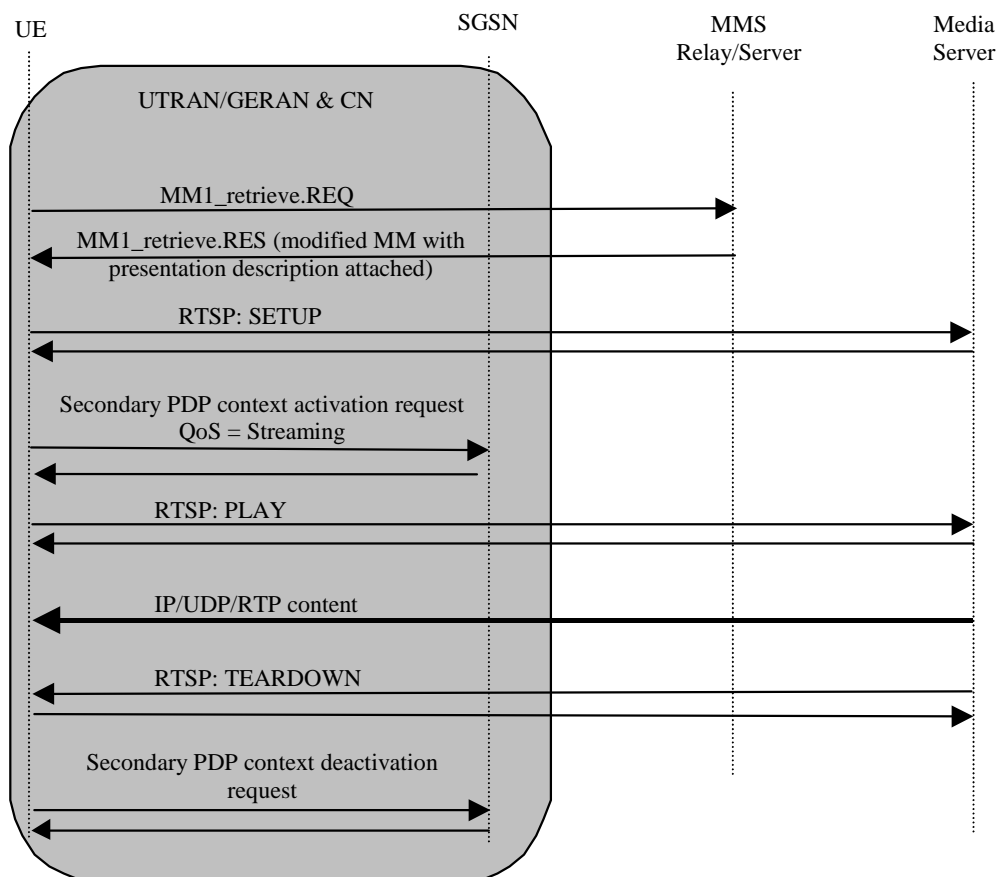 UE
SGSN
MMS
Relay/Server
Media
Server
UTRAN/GERAN & CN
MM1_retrieve.REQ
MM1_retrieve.RES (modified MM with
presentation description attached)
RTSP: SETUP
Secondary PDP context activation request
QoS = Streaming
RTSP: PLAY
IP/UDP/RTP content
RTSP: TEARDOWN
Secondary PDP context deactivation
request